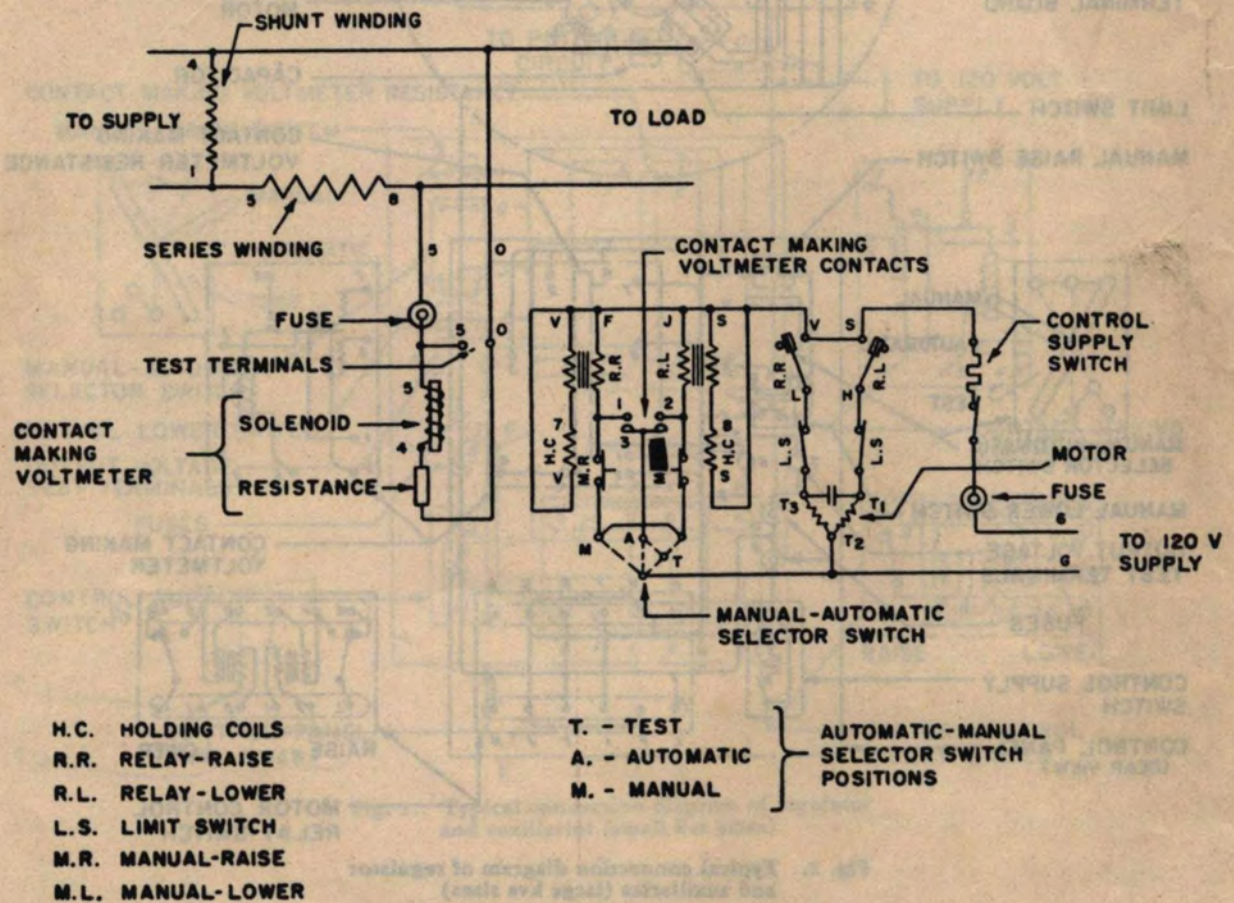 SHUNT WINDING
4
TO SUPPLY
TO LOAD
1
5 8
SERIES WINDING
5 0
CONTACT MAKING
VOLTMETER CONTACTS
FUSE
5 0
TEST TERMINALS
5
SOLENOID
4
CONTACT
MAKING
VOLTMETER
RESISTANCE
V F J S V S
R.R R.L R.R R.L
1 2
3
7 8
H.C. H.C.
V S
M.R M
L H
L.S L.S
T3 T1
T2
M A T
CONTROL
SUPPLY
SWITCH
MOTOR
FUSE
6
TO 120 V
SUPPLY
G
MANUAL-AUTOMATIC
SELECTOR SWITCH
H.C. HOLDING COILS
R.R. RELAY-RAISE
R.L. RELAY-LOWER
L.S. LIMIT SWITCH
M.R. MANUAL-RAISE
M.L. MANUAL-LOWER
T. - TEST
A. - AUTOMATIC
M. - MANUAL
AUTOMATIC-MANUAL
SELECTOR SWITCH
POSITIONS